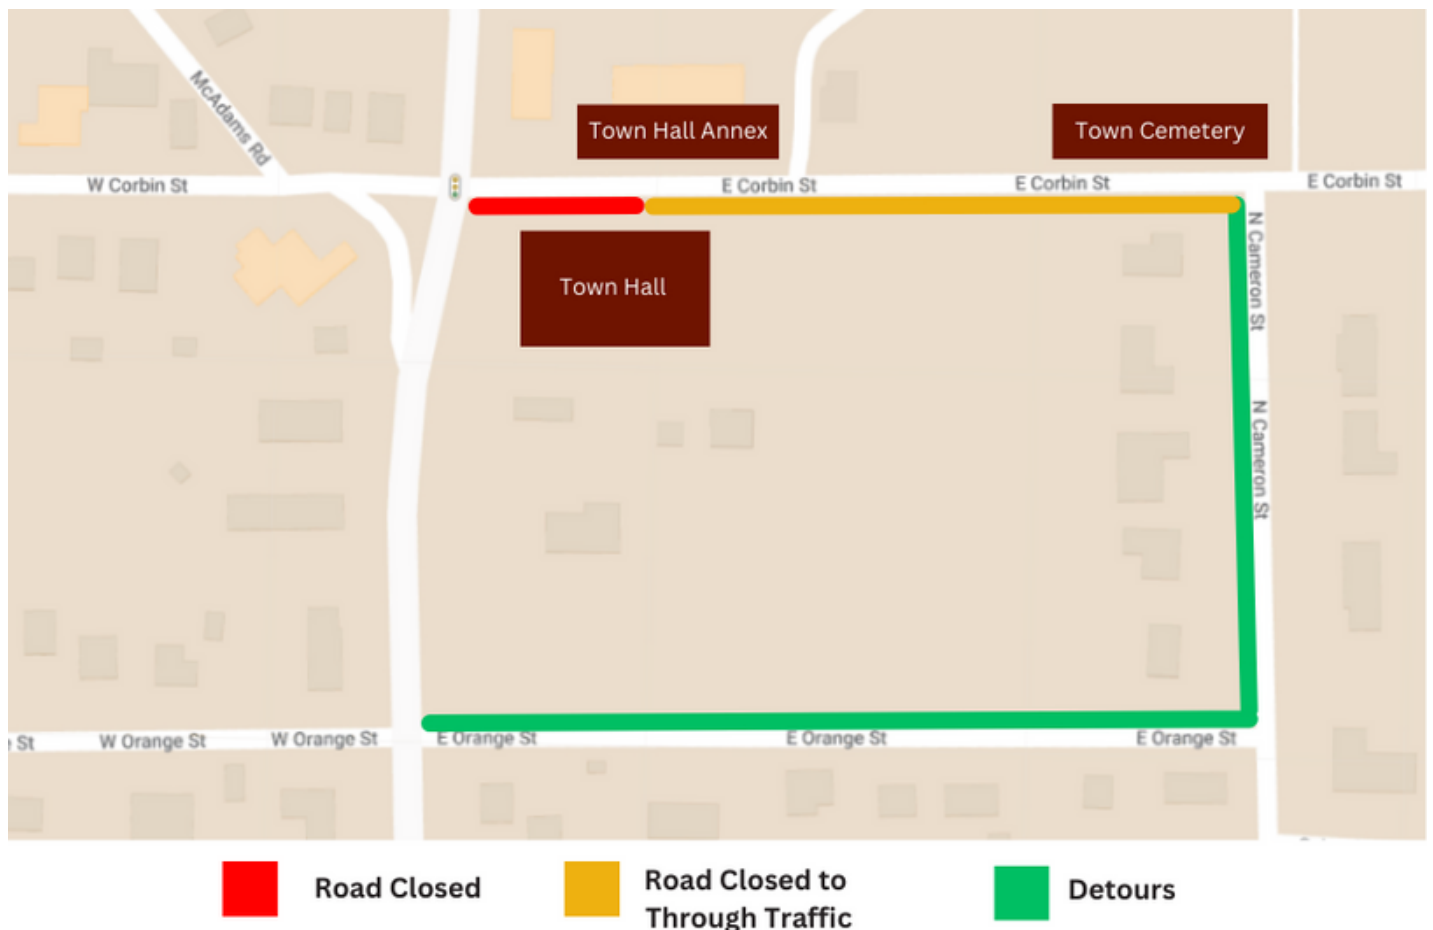 McAdams Rd
Town Hall Annex
Town Cemetery
W Corbin St
E Corbin St
E Corbin St
E Corbin St
Town Hall
N Cameron St
N Cameron St
St
W Orange St
W Orange St
E Orange St
E Orange St
E Orange St
Road Closed
Road Closed to
Through Traffic
Detours